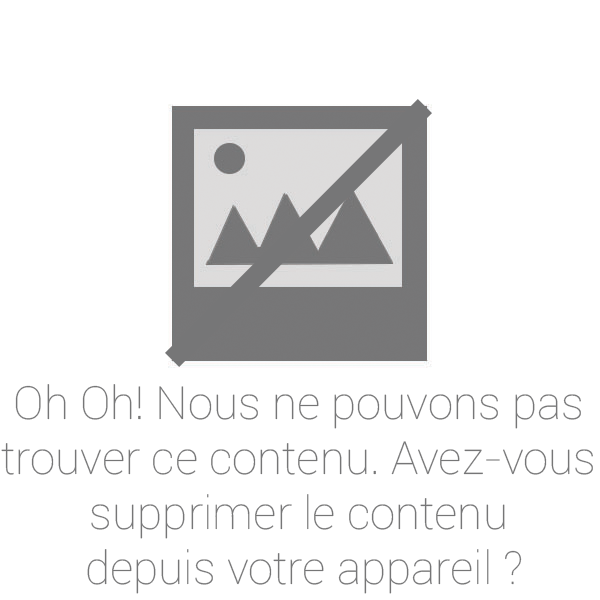 Oh Oh! Nous ne pouvons pas
trouver ce contenu. Avez-vous
supprimer le contenu
depuis votre appareil ?